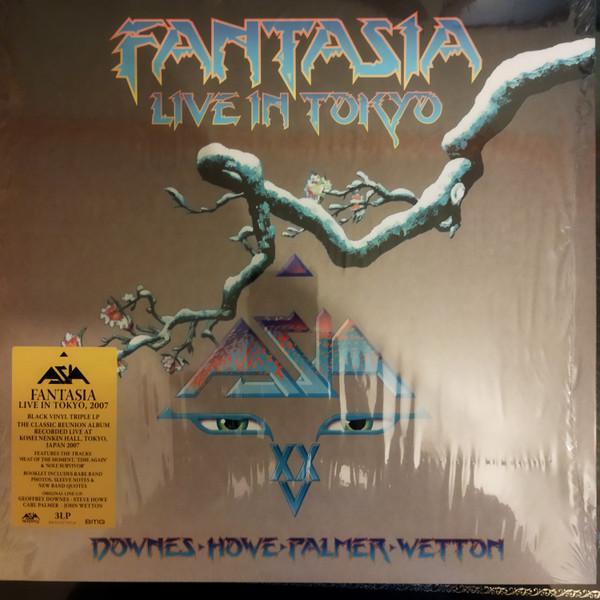 FANTASIA
LIVE IN TOKYO
ASIA
XX
DOWNES · HOWE · PALMER · WETTON
ASIA
FANTASIA
LIVE IN TOKYO, 2007
BLACK VINYL TRIPLE LP
THE CLASSIC REUNION ALBUM
RECORDED LIVE AT
KOSEINENKIN HALL, TOKYO,
JAPAN 2007
FEATURES THE TRACKS
'HEAT OF THE MOMENT', 'TIME AGAIN'
& 'SOLE SURVIVOR'
BOOKLET INCLUDES RARE BAND
PHOTOS, SLEEVE NOTES &
NEW BAND QUOTES
ORIGINAL LINE-UP
GEOFFREY DOWNES · STEVE HOWE
CARL PALMER · JOHN WETTON
ASIA 3LP BMG